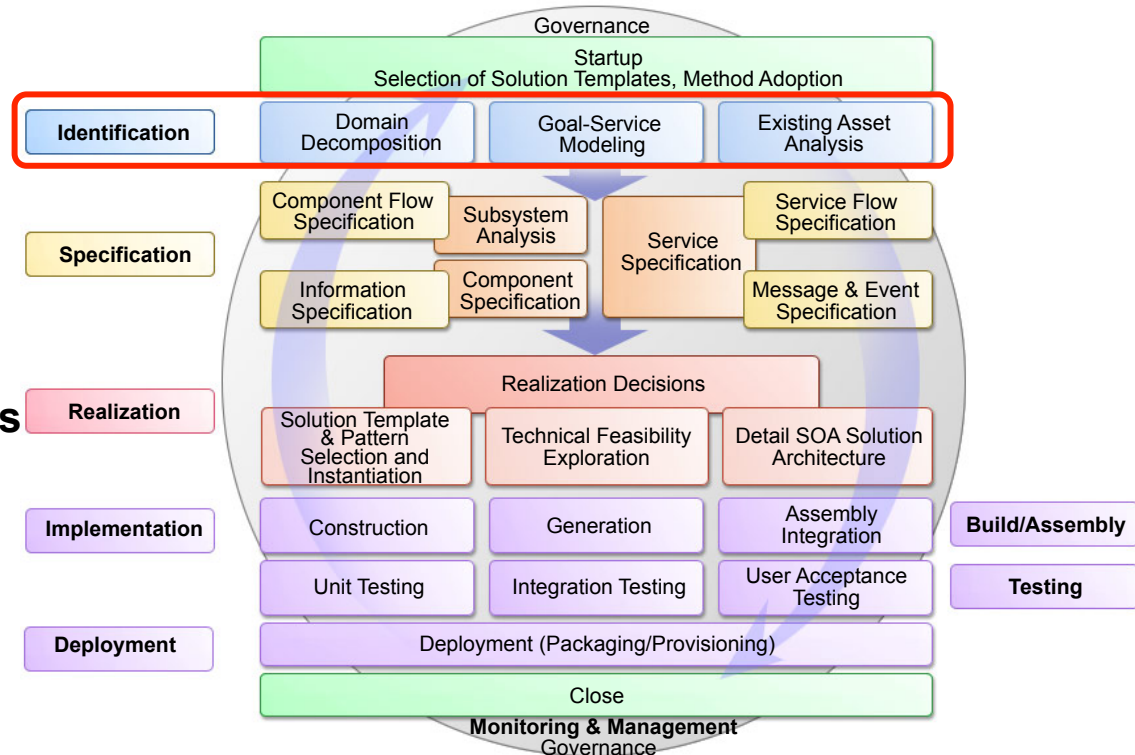 Governance
Startup
Selection of Solution Templates, Method Adoption
Identification
Domain
Decomposition
Goal-Service
Modeling
Existing Asset
Analysis
Specification
Component Flow
Specification
Subsystem
Analysis
Service
Specification
Service Flow
Specification
Information
Specification
Component
Specification
Message & Event
Specification
s
Realization
Realization Decisions
Solution Template
& Pattern
Selection and
Instantiation
Technical Feasibility
Exploration
Detail SOA Solution
Architecture
Implementation
Construction
Generation
Assembly
Integration
Build/Assembly
Unit Testing
Integration Testing
User Acceptance
Testing
Testing
Deployment
Deployment (Packaging/Provisioning)
Close
Monitoring & Management
Governance